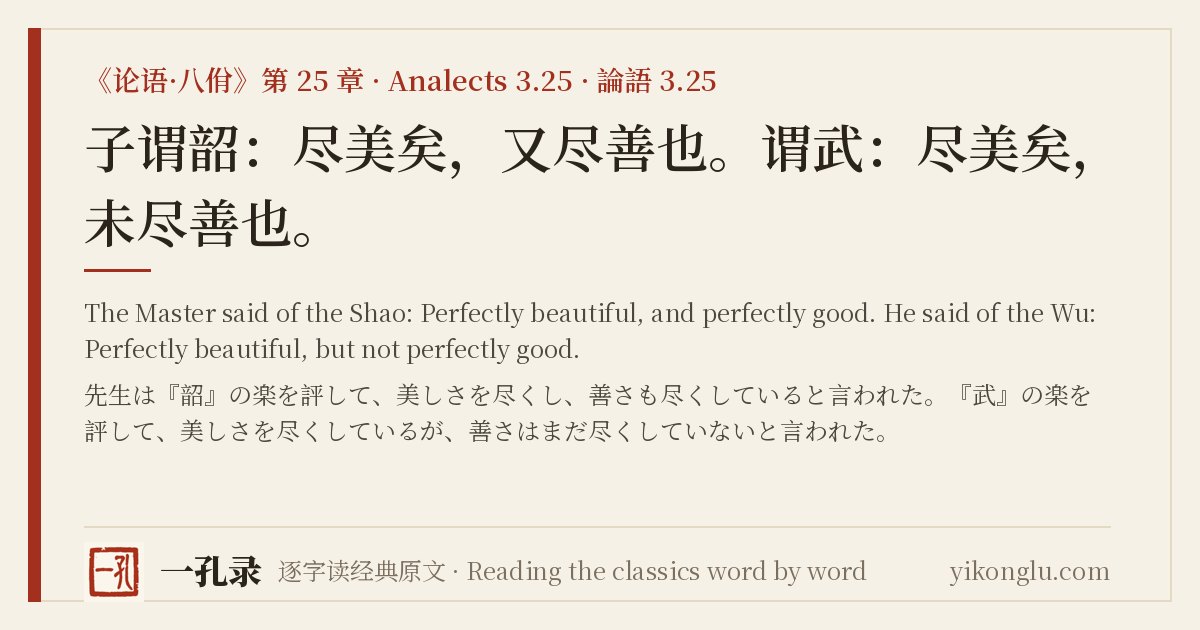 《论语·八佾》第 25 章 · Analects 3.25 · 論語 3.25
子谓韶：尽美矣，又尽善也。谓武：尽美矣，
未尽善也。
The Master said of the Shao: Perfectly beautiful, and perfectly good. He said of the Wu:
Perfectly beautiful, but not perfectly good.
先生は『韶』の楽を評して、美しさを尽くし、善さも尽くしていると言われた。『武』の楽を
評して、美しさを尽くしているが、善さはまだ尽くしていないと言われた。
一孔
一孔录 逐字读经典原文 · Reading the classics word by word yikonglu.com